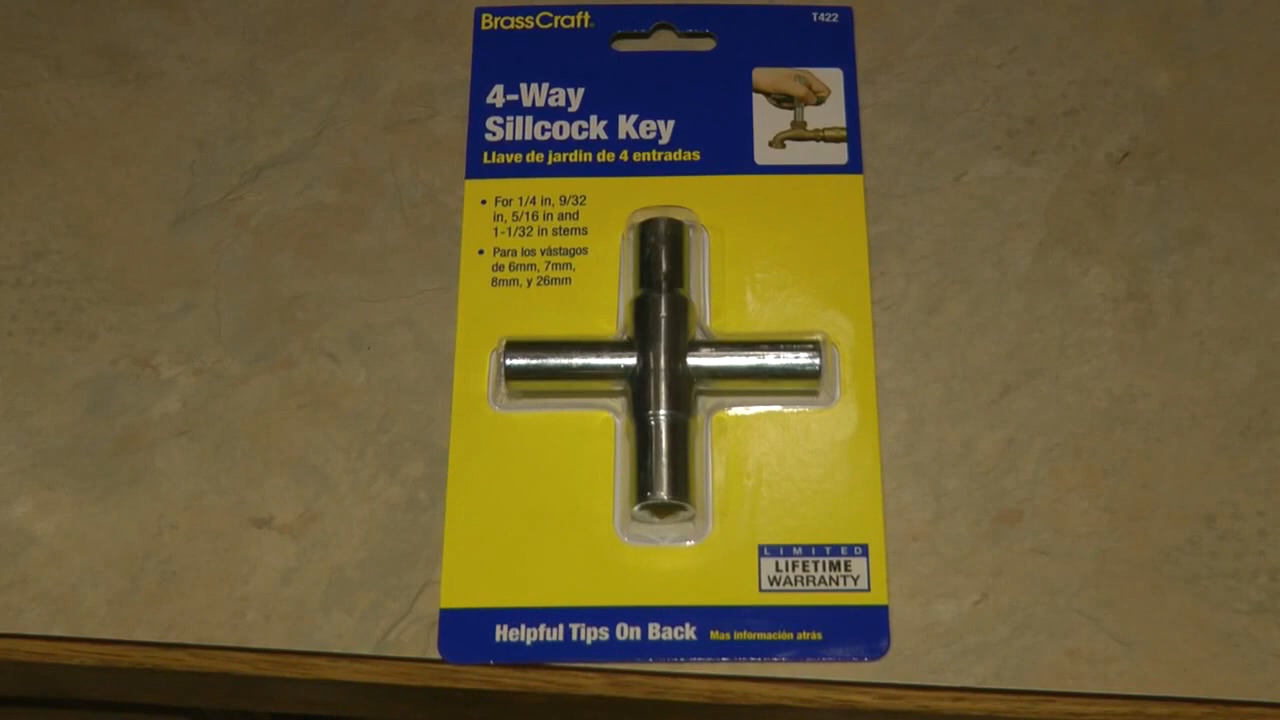 BrassCraft®
T422
4-Way
Sillcock Key
Llave de jardin de 4 entradas
• For 1/4 in, 9/32
in, 5/16 in and
1-1/32 in stems
• Para los vástagos
de 6mm, 7mm,
8mm, y 26mm
LIMITED
LIFETIME
WARRANTY
Helpful Tips On Back Mas información atrás